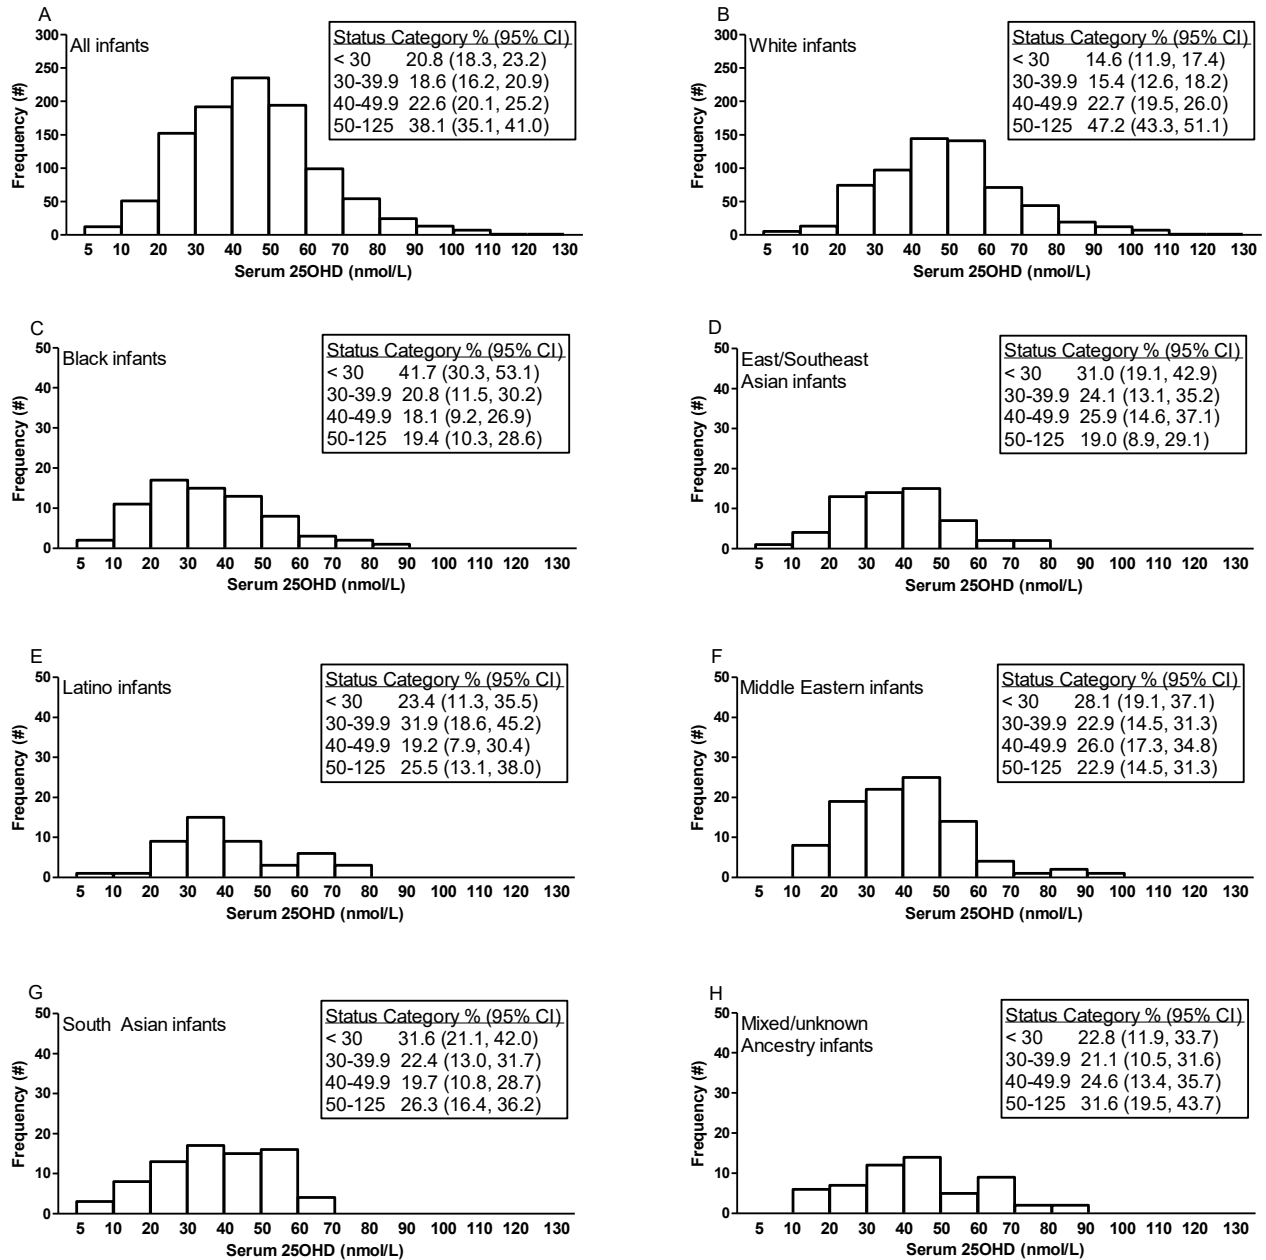 A
All infants
Status Category % (95% CI)
< 30 20.8 (18.3, 23.2)
30-39.9 18.6 (16.2, 20.9)
40-49.9 22.6 (20.1, 25.2)
50-125 38.1 (35.1, 41.0)
300
250
200
150
100
50
0
Frequency (#)
5 10 20 30 40 50 60 70 80 90 100 110 130
Serum 25OHD (nmol/L)
B
White infants
Status Category % (95% CI)
< 30 14.6 (11.9, 17.4)
30-39.9 15.4 (12.6, 18.2)
40-49.9 22.7 (19.5, 26.0)
50-125 47.2 (43.3, 51.1)
300
250
200
150
100
50
0
Frequency (#)
5 10 20 30 40 50 60 70 80 90 100 110 130
Serum 25OHD (nmol/L)
C
Black infants
Status Category % (95% CI)
< 30 41.7 (30.3, 53.1)
30-39.9 20.8 (11.5, 30.2)
40-49.9 18.1 (9.2, 26.9)
50-125 19.4 (10.3, 28.6)
50
40
30
20
10
0
Frequency (#)
5 10 20 30 40 50 60 70 80 90 100 110 120 130
Serum 25OHD (nmol/L)
D
East/Southeast
Asian infants
Status Category % (95% CI)
< 30 31.0 (19.1, 42.9)
30-39.9 24.1 (13.1, 35.2)
40-49.9 25.9 (14.6, 37.1)
50-125 19.0 (8.9, 29.1)
50
40
30
20
10
0
Frequency (#)
5 10 20 30 40 50 60 70 80 90 100 110 120 130
Serum 25OHD (nmol/L)
E
Latino infants
Status Category % (95% CI)
< 30 23.4 (11.3, 35.5)
30-39.9 31.9 (18.6, 45.2)
40-49.9 19.2 (7.9, 30.4)
50-125 25.5 (13.1, 38.0)
50
40
30
20
10
0
Frequency (#)
5 10 20 30 40 50 60 70 80 90 100 110 120 130
Serum 25OHD (nmol/L)
F
Middle Eastern infants
Status Category % (95% CI)
< 30 28.1 (19.1, 37.1)
30-39.9 22.9 (14.5, 31.3)
40-49.9 26.0 (17.3, 34.8)
50-125 22.9 (14.5, 31.3)
50
40
30
20
10
0
Frequency (#)
5 10 20 30 40 50 60 70 80 90 100 110 120 130
Serum 25OHD (nmol/L)
G
South Asian infants
Status Category % (95% CI)
< 30 31.6 (21.1, 42.0)
30-39.9 22.4 (13.0, 31.7)
40-49.9 19.7 (10.8, 28.7)
50-125 26.3 (16.4, 36.2)
50
40
30
20
10
0
Frequency (#)
5 10 20 30 40 50 60 70 80 90 100 110 120 130
Serum 25OHD (nmol/L)
H
Mixed/unknown
Ancestry infants
Status Category % (95% CI)
< 30 22.8 (11.9, 33.7)
30-39.9 21.1 (10.5, 31.6)
40-49.9 24.6 (13.4, 35.7)
50-125 31.6 (19.5, 43.7)
50
40
30
20
10
0
Frequency (#)
5 10 20 30 40 50 60 70 80 90 100 110 120 130
Serum 25OHD (nmol/L)